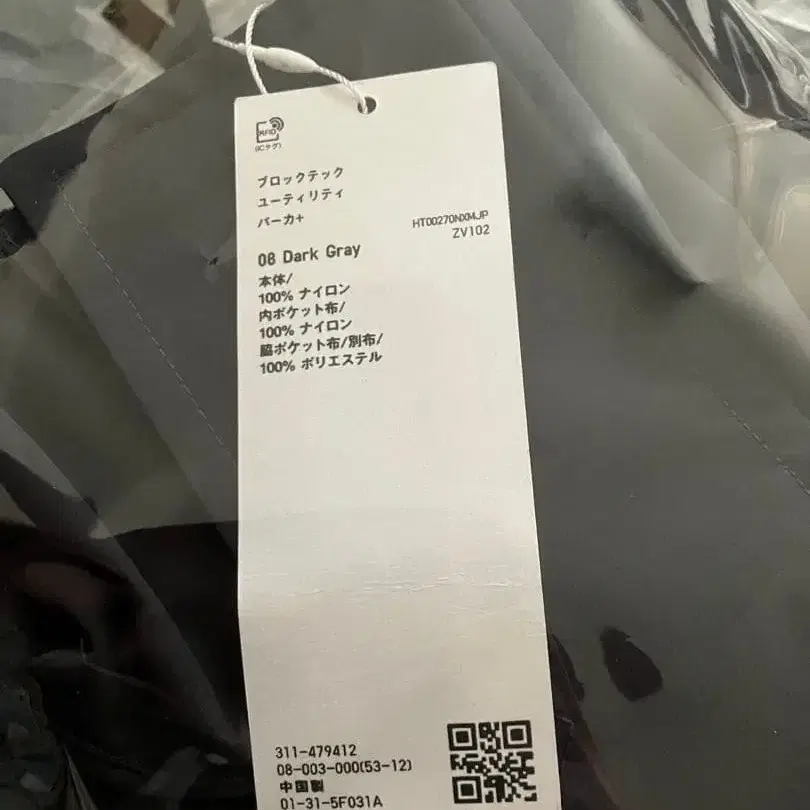 RFID
(ICタグ)
ブロックテック
ユーティリティ
パーカ+
HT00270NXMJP
ZV102
08 Dark Gray
本体/
100% ナイロン
内ポケット布/
100% ナイロン
脇ポケット布/別布/
100% ポリエステル
311-479412
08-003-000(53-12)
中国製
01-31-5F031A